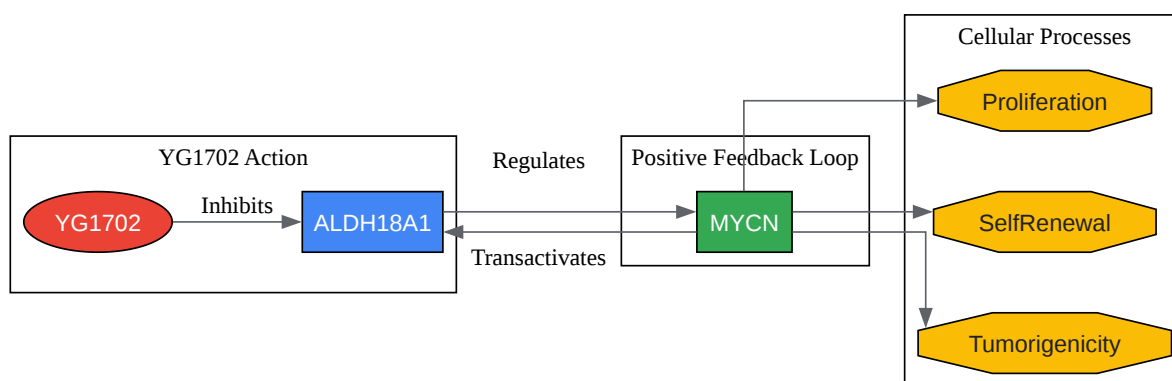 Cellular Processes
Proliferation
YG1702 Action
Regulates
Positive Feedback Loop
YG1702
Inhibits
ALDH18A1
MYCN
SelfRenewal
Transactivates
Tumorigenicity